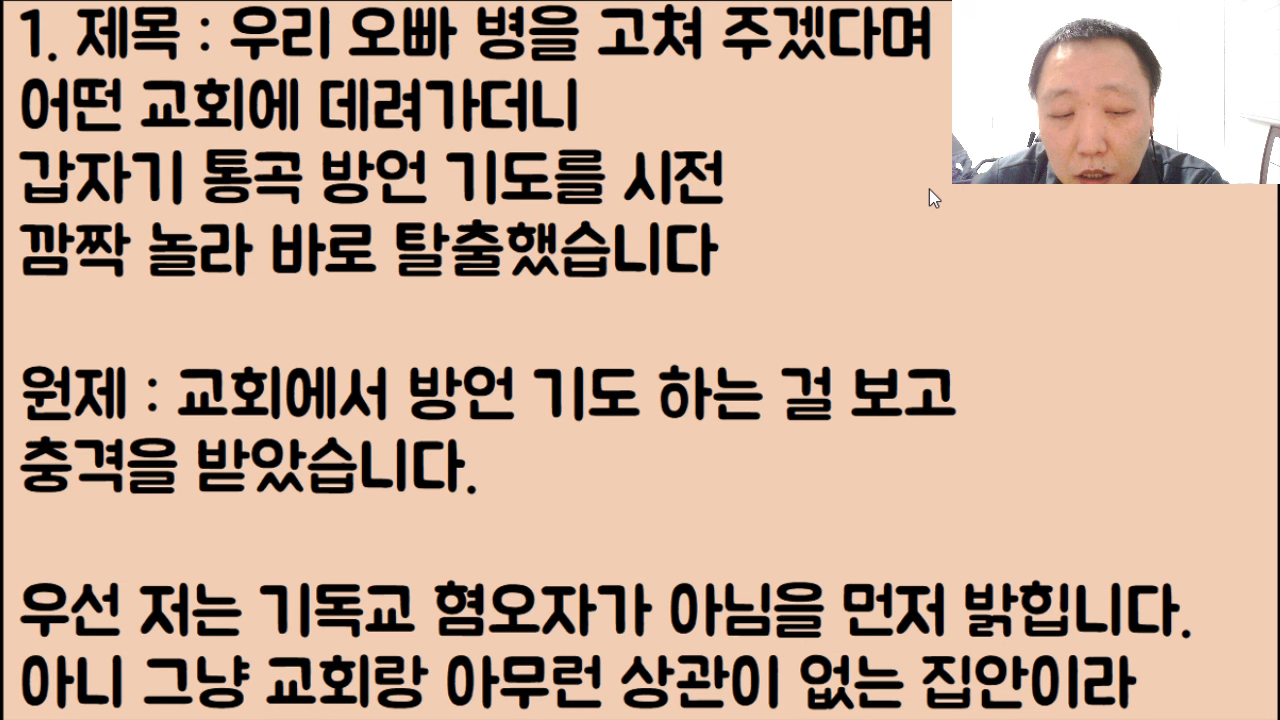 1. 제목 : 우리 오빠 병을 고쳐 주겠다며
어떤 교회에 데려가더니
갑자기 통곡 방언 기도를 시전
깜짝 놀라 바로 탈출했습니다
원제 : 교회에서 방언 기도 하는 걸 보고
충격을 받았습니다.
우선 저는 기독교 혐오자가 아님을 먼저 밝힙니다.
아니 그냥 교회랑 아무런 상관이 없는 집안이라